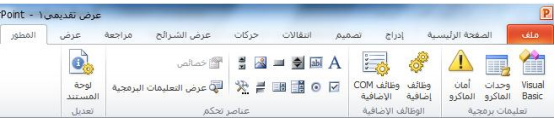 عرض تقديمي١ - Point
ملف
الصفحة الرئيسية
إدراج
تصميم
انتقالات
حركات
عرض الشرائح
مراجعة
عرض
المطور
Visual Basic
وحدات الماكرو
أمان الماكرو
تعليمات برمجية
وظائف إضافية
وظائف COM الإضافية
الوظائف الإضافية
خصائص
عرض التعليمات البرمجية
عناصر تحكم
لوحة المستند
تعديل